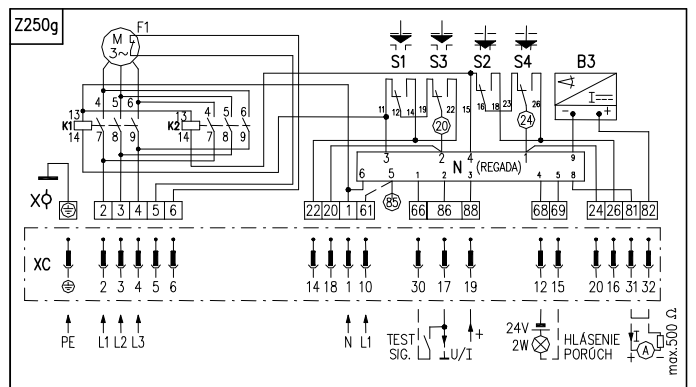 Z250g
F1
M
3~
S1 S3 S2 S4 B3
I
4 5 6
4 5 6
13
K1
14
13
K2
14
7 8 9
7 8 9
11 12 14 19 22 15 16 18 23 26
- +
20
24
3 2 4 1 9
N (REGADA)
6 5 1 2 3 4 5 8
85
X
2 3 4 5 6 22 20 1 61 66 86 88 68 69 24 26 81 82
XC
2 3 4 5 6 14 18 1 10 30 17 19 12 15 20 16 31 32
PE L1 L2 L3 N L1
TEST
SIG.
U/I
+
24V
2W
HLÁSENIE
PORÚCH
I
+ A -
max.500 Ω